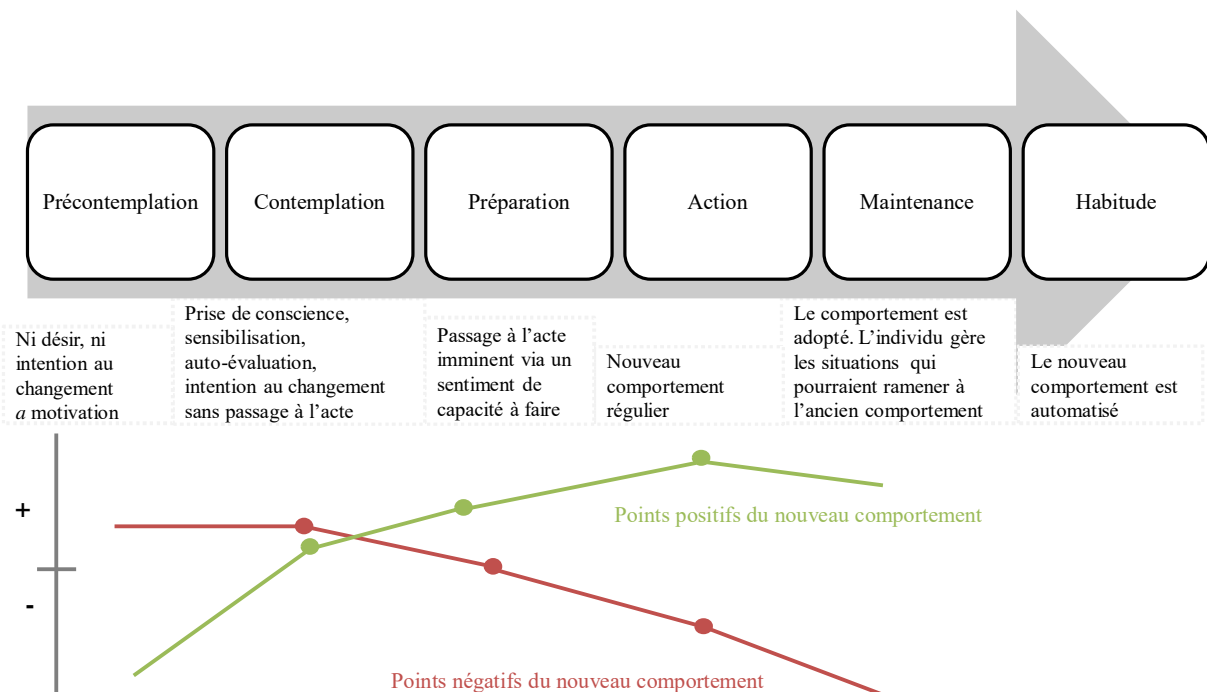 Précontemplation
Contemplation
Préparation
Action
Maintenance
Habitude
Ni désir, ni
intention au
changement
a motivation
Prise de conscience,
sensibilisation,
auto-évaluation,
intention au changement
sans passage à l’acte
Passage à l’acte
imminent via un
sentiment de
capacité à faire
Nouveau
comportement
régulier
Le comportement est
adopté. L’individu gère
les situations qui
pourraient ramener à
l’ancien comportement
Le nouveau
comportement est
automatisé
+
-
Points positifs du nouveau comportement
Points négatifs du nouveau comportement